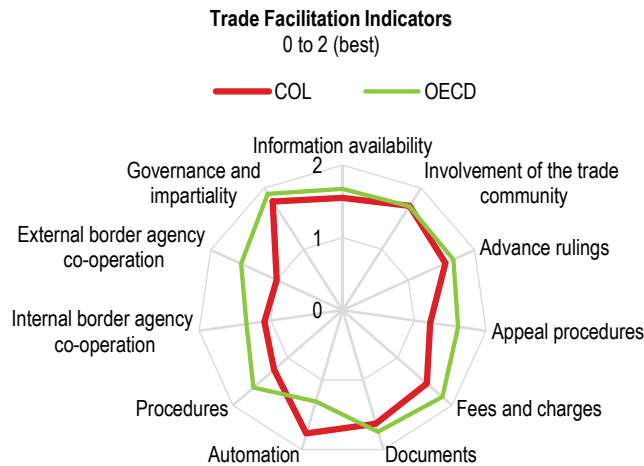 Trade Facilitation Indicators
0 to 2 (best)
COL
OECD
Information availability
2
Governance and
impartiality
Involvement of the trade
community
External border agency
co-operation
1
Advance rulings
Internal border agency
co-operation
0
Appeal procedures
Procedures
Fees and charges
Automation
Documents